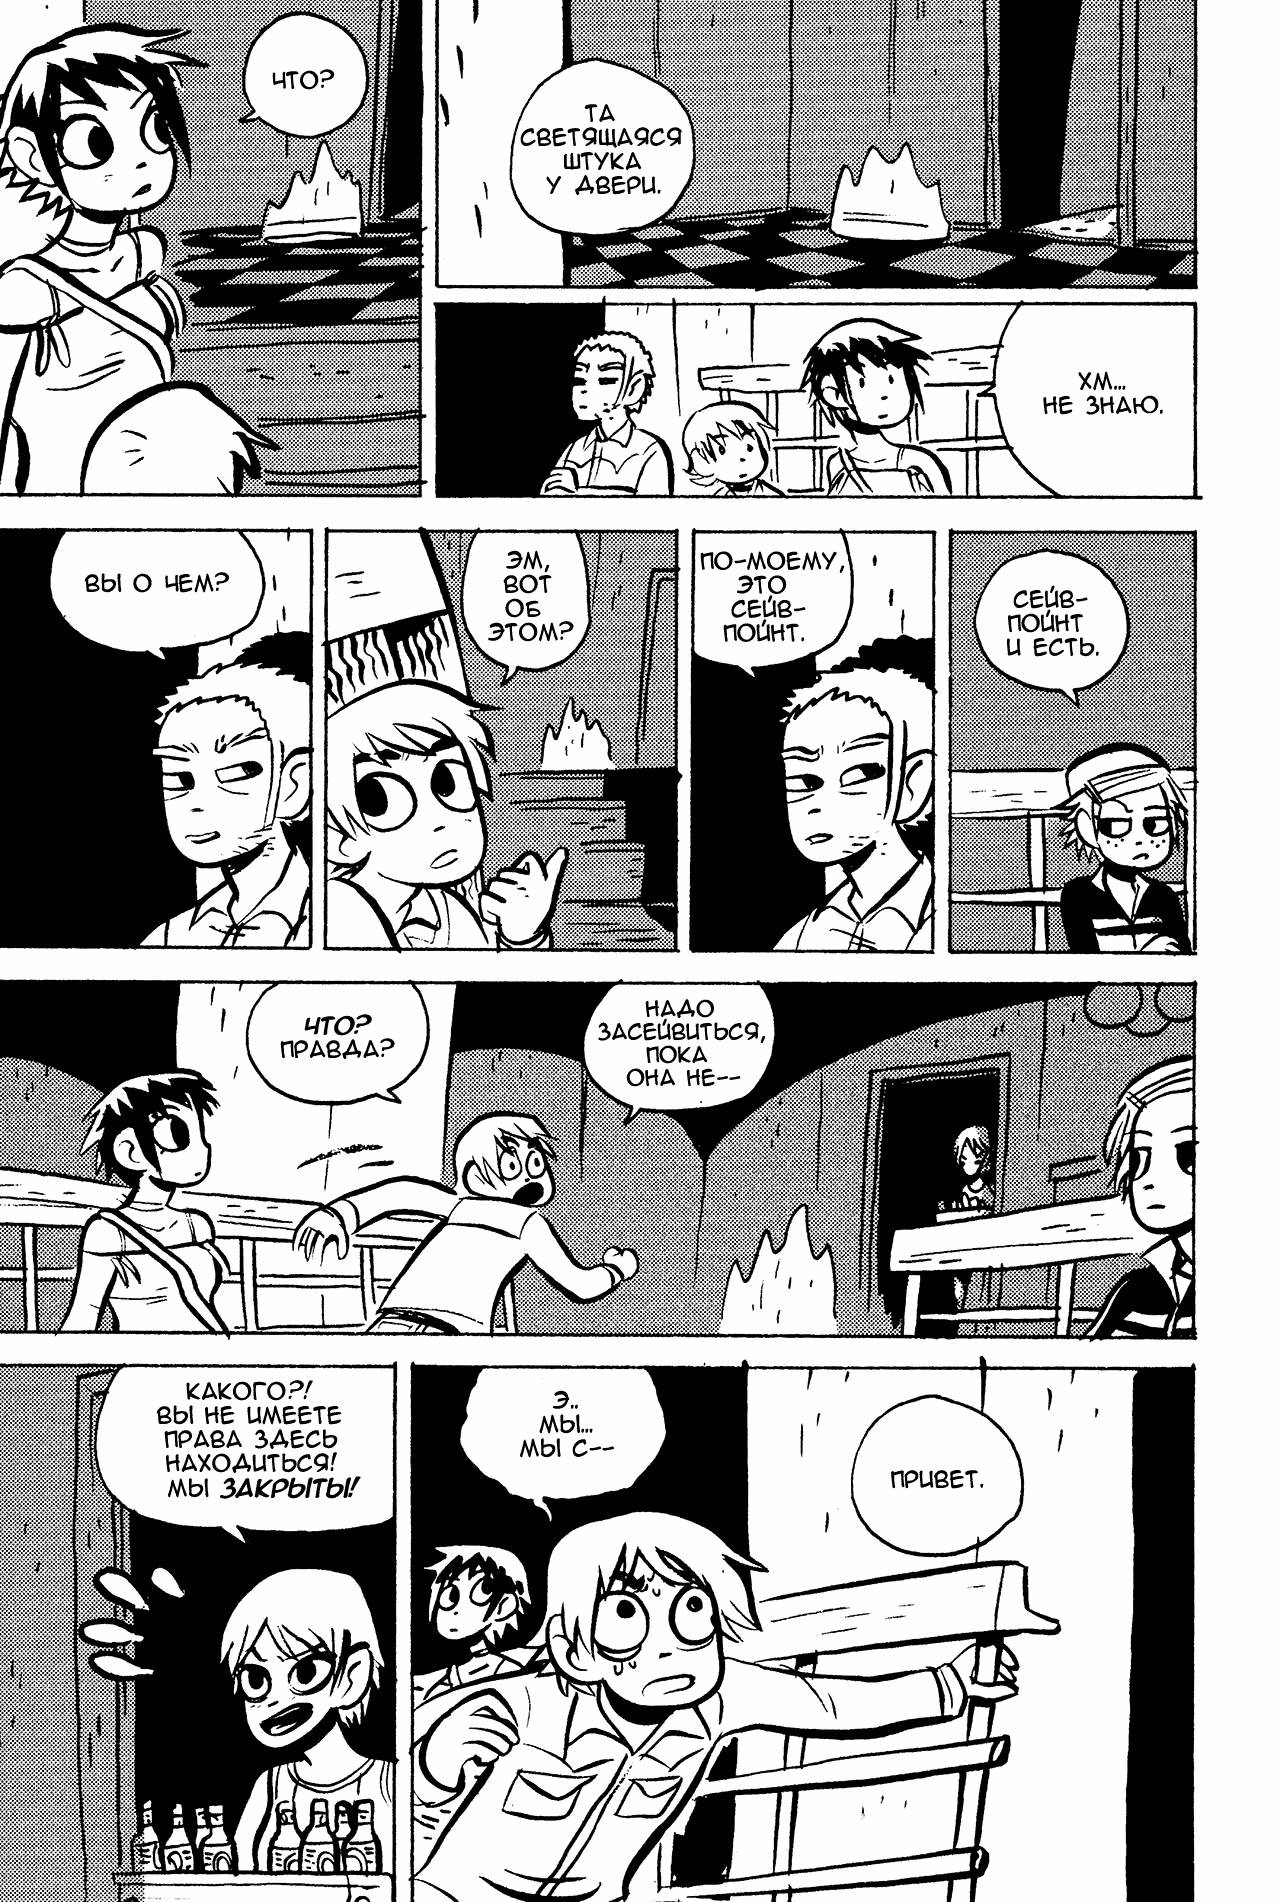 ЧТО?
ТА
СВЕТЯЩАЯСЯ
ШТУКА
У ДВЕРИ.
ХМ...
НЕ ЗНАЮ.
ВЫ О ЧЕМ?
ЭМ,
ВОТ
ОБ
ЭТОМ?
ПО-МОЕМУ,
ЭТО
СЕЙВ-
ПОЙНТ.
СЕЙВ-
ПОЙНТ
И ЕСТЬ.
ЧТО?
ПРАВДА?
НАДО
ЗАСЕЙВИТЬСЯ,
ПОКА
ОНА НЕ--
КАКОГО?!
ВЫ НЕ ИМЕЕТЕ
ПРАВА ЗДЕСЬ
НАХОДИТЬСЯ!
МЫ ЗАКРЫТЫ!
Э..
МЫ...
МЫ С--
ПРИВЕТ.